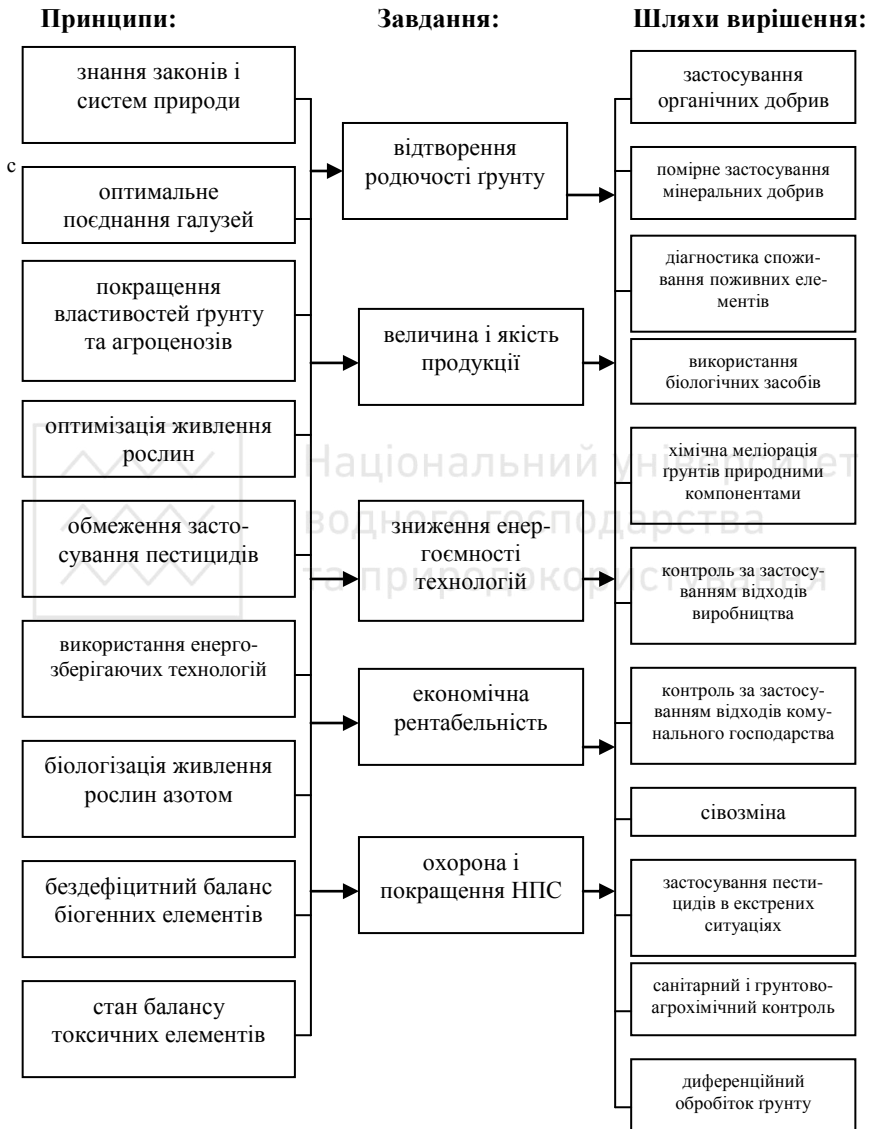 Принципи:
Завдання:
Шляхи вирішення:
знання законів і
систем природи
с
оптимальне
поєднання галузей
покращення
властивостей ґрунту
та агроценозів
оптимізація живлення
рослин
обмеження засто-
сування пестицидів
використання енерго-
зберігаючих технологій
біологізація живлення
рослин азотом
бездефіцитний баланс
біогенних елементів
стан балансу
токсичних елементів
відтворення
родючості ґрунту
величина і якість
продукції
зниження енер-
гоємності
технологій
економічна
рентабельність
охорона і
покращення НПС
застосування
органічних добрив
помірне застосування
мінеральних добрив
діагностика спожи-
вання поживних еле-
ментів
використання
біологічних засобів
хімічна меліорація
ґрунтів природними
компонентами
контроль за застосу-
ванням відходів
виробництва
контроль за застосу-
ванням відходів кому-
нального господарства
сівозміна
застосування пести-
цидів в екстрених
ситуаціях
санітарний і грунтово-
агрохімічний контроль
диференційний
обробіток ґрунту
Національний університет
водного господарства
та природокористування